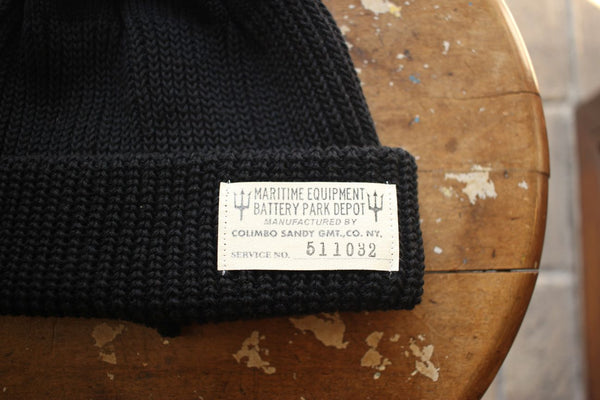 MARITIME EQUIPMENT
BATTERY PARK DEPOT
MANUFACTURED BY
COLIMBO SANDY GMT.,CO. NY.
SERVICE NO. 511032